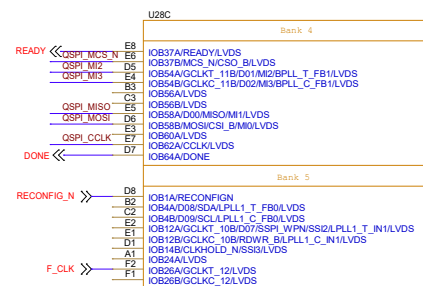 U28C
Bank 4
READY E8 IOB37A/READY/LVDS
QSPI_MCS_N E6 IOB37B/MCS_N/CSO_B/LVDS
QSPI_MI2 D5 IOB54A/GCLKT_11B/D01/MI2/BPLL_T_FB1/LVDS
QSPI_MI3 E4 IOB54B/GCLKC_11B/D02/MI3/BPLL_C_FB1/LVDS
B3 IOB56A/LVDS
C3 IOB56B/LVDS
QSPI_MISO E5 IOB58A/D00/MISO/MI1/LVDS
QSPI_MOSI D6 IOB58B/MOSI/CSI_B/MI0/LVDS
E3 IOB60A/LVDS
QSPI_CCLK E7 IOB62A/CCLK/LVDS
DONE D7 IOB64A/DONE
Bank 5
RECONFIG_N D8 IOB1A/RECONFIGN
B2 IOB4A/D08/SDA/LPLL1_T_FB0/LVDS
C2 IOB4B/D09/SCL/LPLL1_C_FB0/LVDS
E2 IOB12A/GCLKT_10B/D07/SSPI_WPN/SSI2/LPLL1_T_IN1/LVDS
E1 IOB12B/GCLKC_10B/RDWR_B/LPLL1_C_IN1/LVDS
D1 IOB14B/CLKHOLD_N/SSI3/LVDS
A1 IOB24A/LVDS
F_CLK F2 IOB26A/GCLKT_12/LVDS
F1 IOB26B/GCLKC_12/LVDS